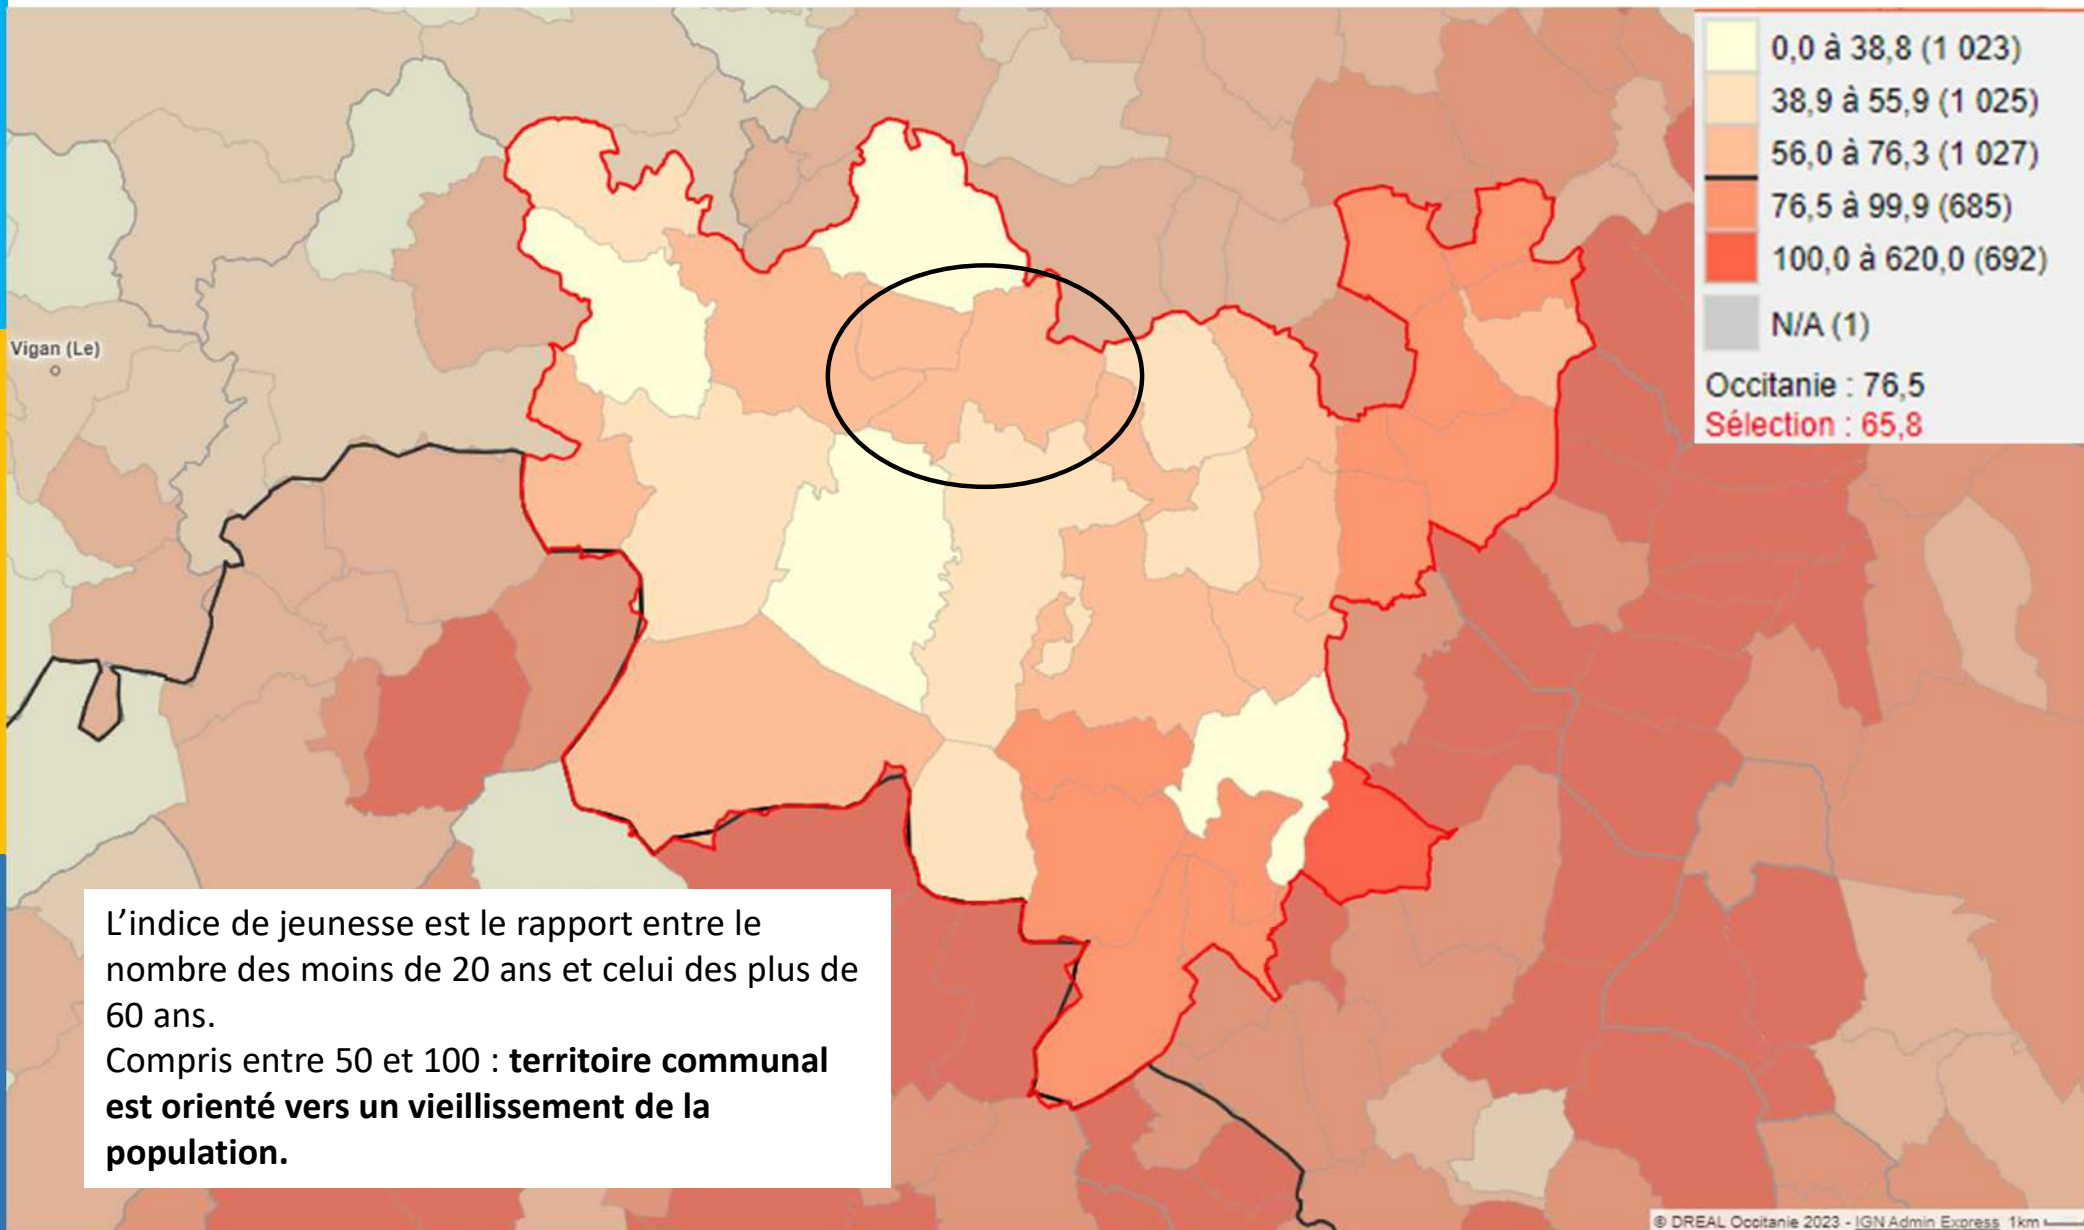 0,0 à 38,8 (1 023)
38,9 à 55,9 (1 025)
56,0 à 76,3 (1 027)
76,5 à 99,9 (685)
100,0 à 620,0 (692)
N/A (1)
Occitanie : 76,5
Sélection : 65,8
Vigan (Le)
L’indice de jeunesse est le rapport entre le
nombre des moins de 20 ans et celui des plus de
60 ans.
Compris entre 50 et 100 : territoire communal
est orienté vers un vieillissement de la
population.
© DREAL Occitanie 2023 - IGN Admin Express 1km